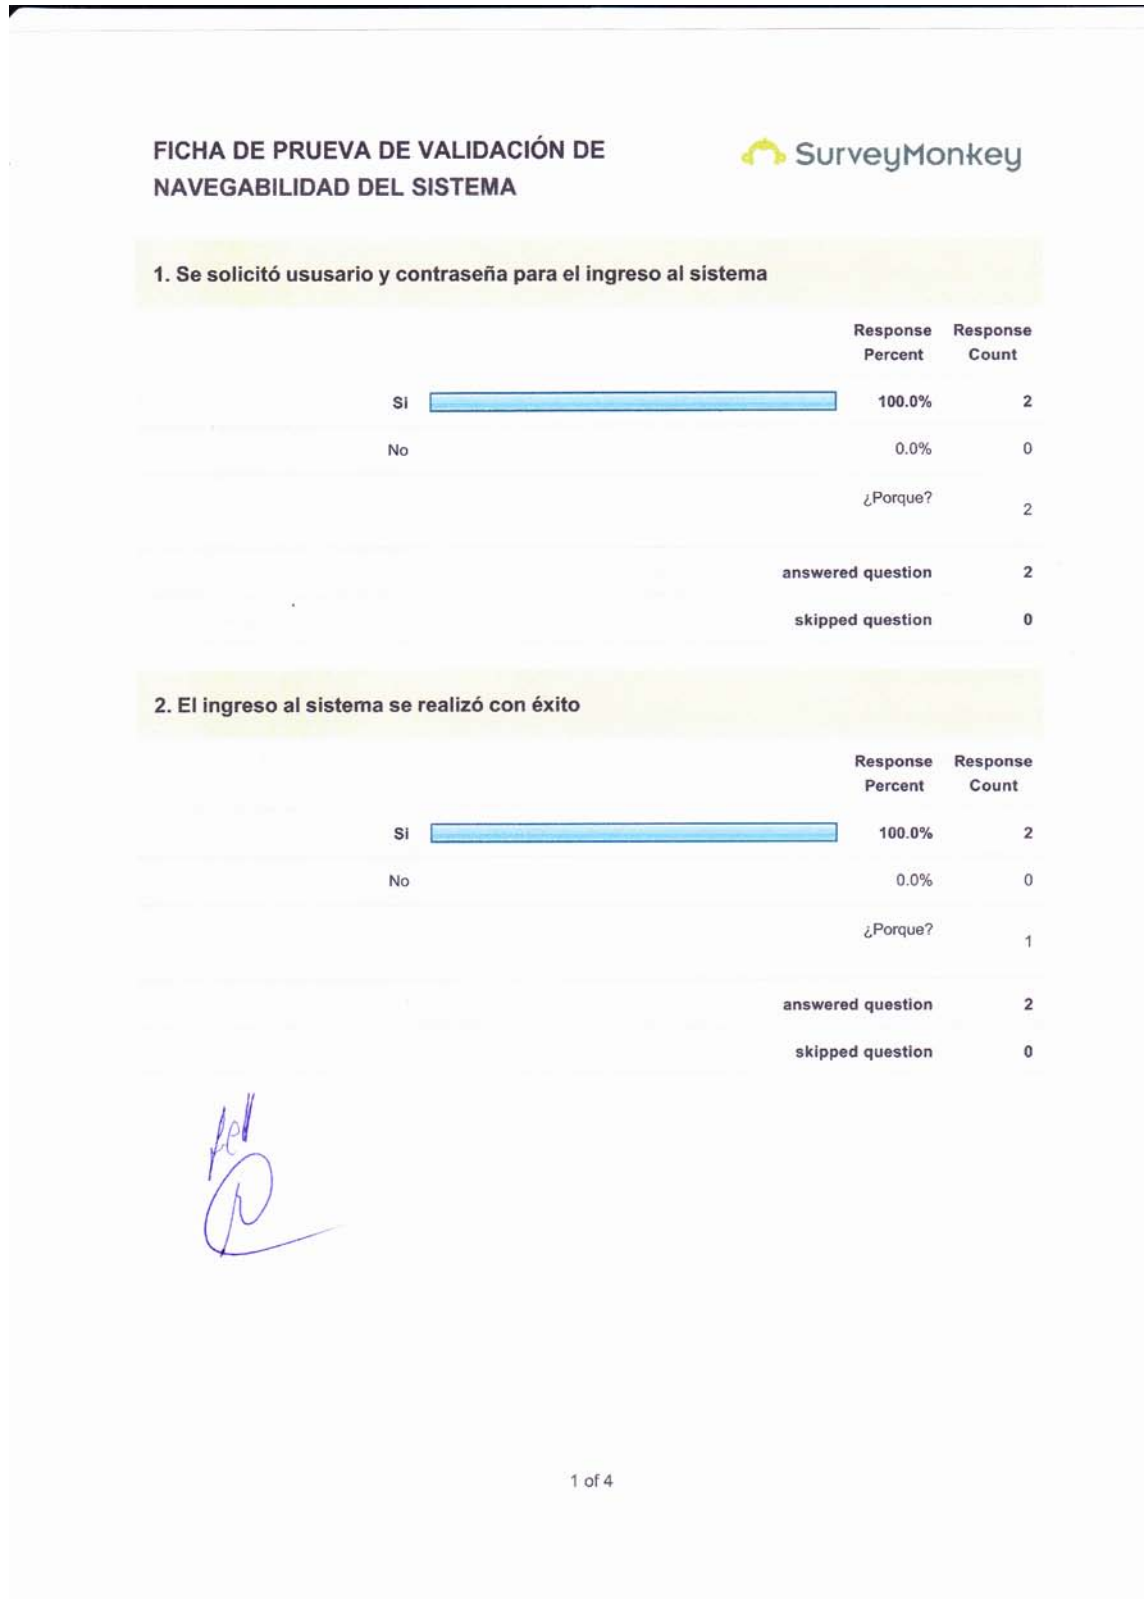 FICHA DE PRUEVA DE VALIDACIÓN DE
NAVEGABILIDAD DEL SISTEMA
SurveyMonkey
1. Se solicitó ususario y contraseña para el ingreso al sistema
Response Percent Response Count
Si 100.0% 2
No 0.0% 0
¿Porque? 2
answered question 2
skipped question 0
2. El ingreso al sistema se realizó con éxito
Response Percent Response Count
Si 100.0% 2
No 0.0% 0
¿Porque? 1
answered question 2
skipped question 0
1 of 4